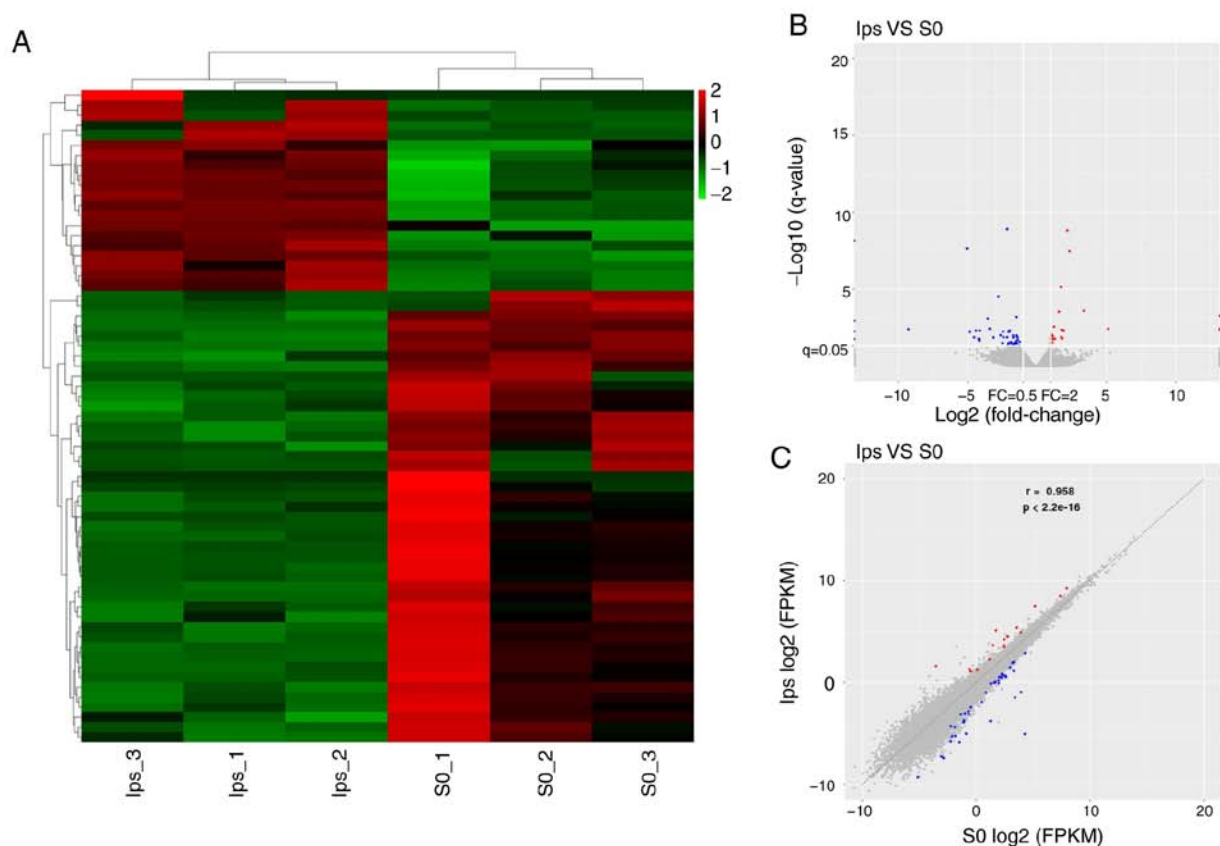 A
2
1
0
−1
−2
Ips_3
Ips_1
Ips_2
S0_1
S0_2
S0_3
B
Ips VS S0
20
15
10
5
q=0.05
−Log10 (q-value)
−10
−5
FC=0.5
FC=2
5
10
Log2 (fold-change)
C
Ips VS S0
r = 0.958
p < 2.2e-16
20
10
0
−10
Ips log2 (FPKM)
−10
0
10
20
S0 log2 (FPKM)